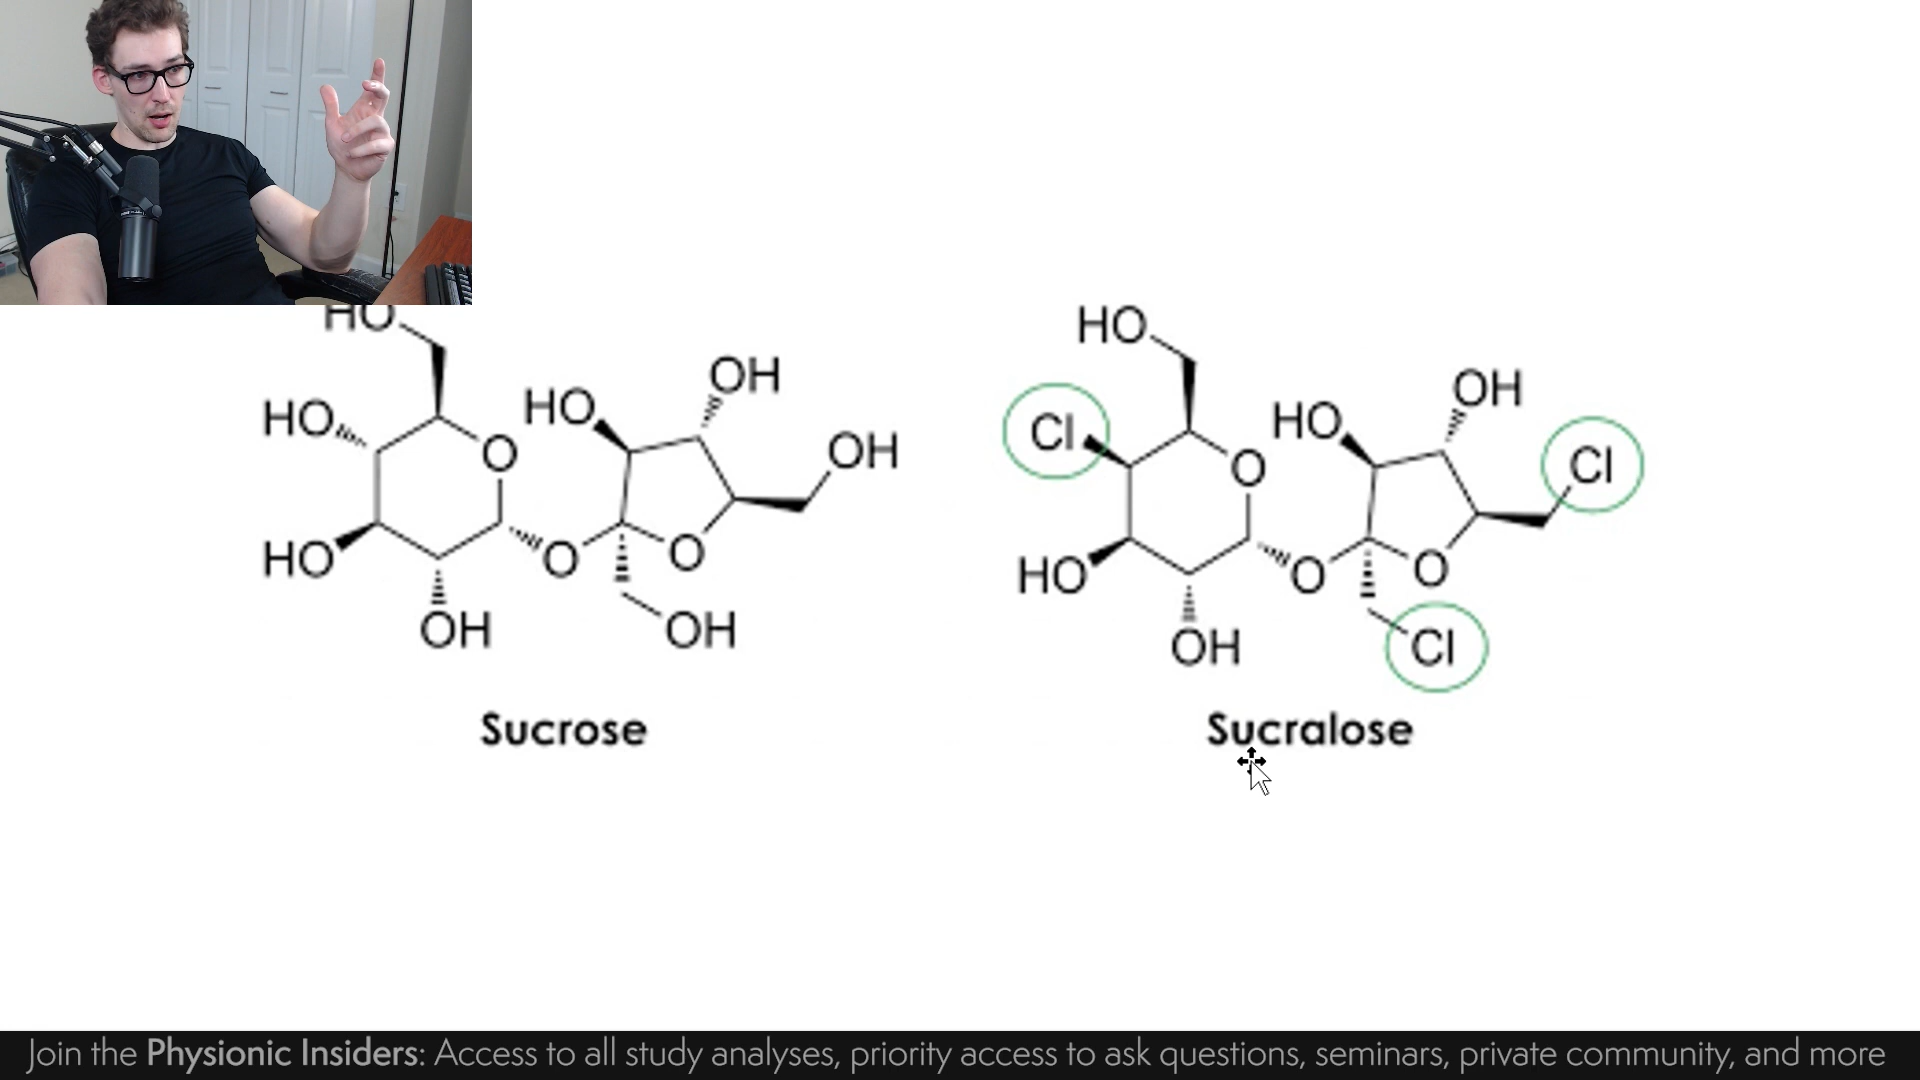 HO
HO
HO
OH
O
O
HO
OH
OH
O
OH
Sucrose
HO
Cl
HO
OH
O
O
HO
OH
Cl
O
Cl
Sucralose
Join the Physionic Insiders: Access to all study analyses, priority access to ask questions, seminars, private community, and more